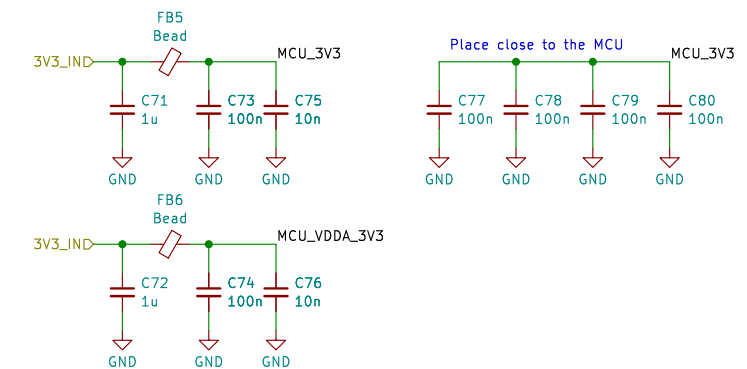 FB5
Bead
3V3_IN
MCU_3V3
C71
1u
C73
100n
C75
10n
GND
GND
GND
Place close to the MCU
MCU_3V3
C77
100n
C78
100n
C79
100n
C80
100n
GND
GND
GND
GND
FB6
Bead
3V3_IN
MCU_VDDA_3V3
C72
1u
C74
100n
C76
10n
GND
GND
GND